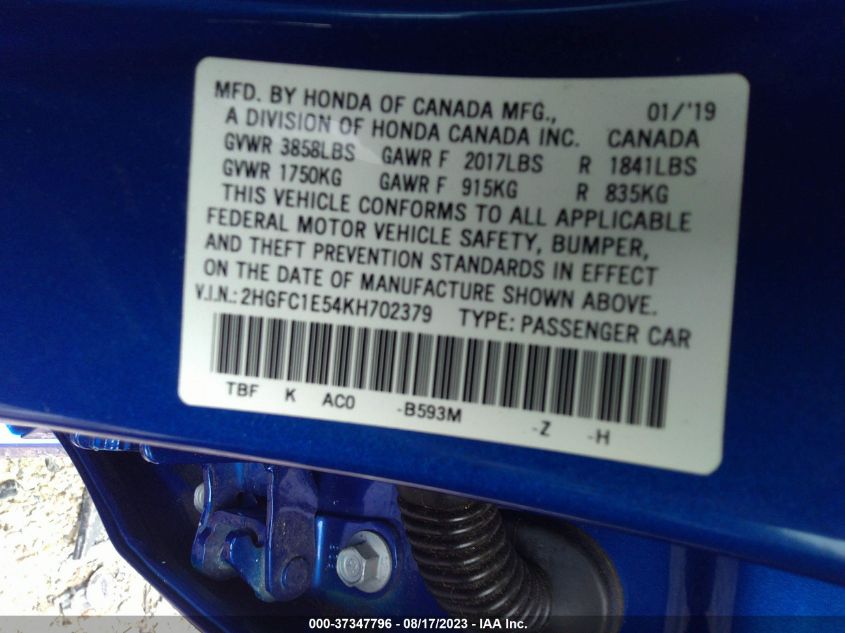 MFD. BY HONDA OF CANADA MFG., 01/'19
A DIVISION OF HONDA CANADA INC. CANADA
GVWR 3858LBS GAWR F 2017LBS R 1841LBS
GVWR 1750KG GAWR F 915KG R 835KG
THIS VEHICLE CONFORMS TO ALL APPLICABLE
FEDERAL MOTOR VEHICLE SAFETY, BUMPER,
AND THEFT PREVENTION STANDARDS IN EFFECT
ON THE DATE OF MANUFACTURE SHOWN ABOVE.
V.I.N.: 2HGFC1E54KH702379 TYPE: PASSENGER CAR
TBF K AC0 -B593M -Z -H
000-37347796 - 08/17/2023 - IAA Inc.